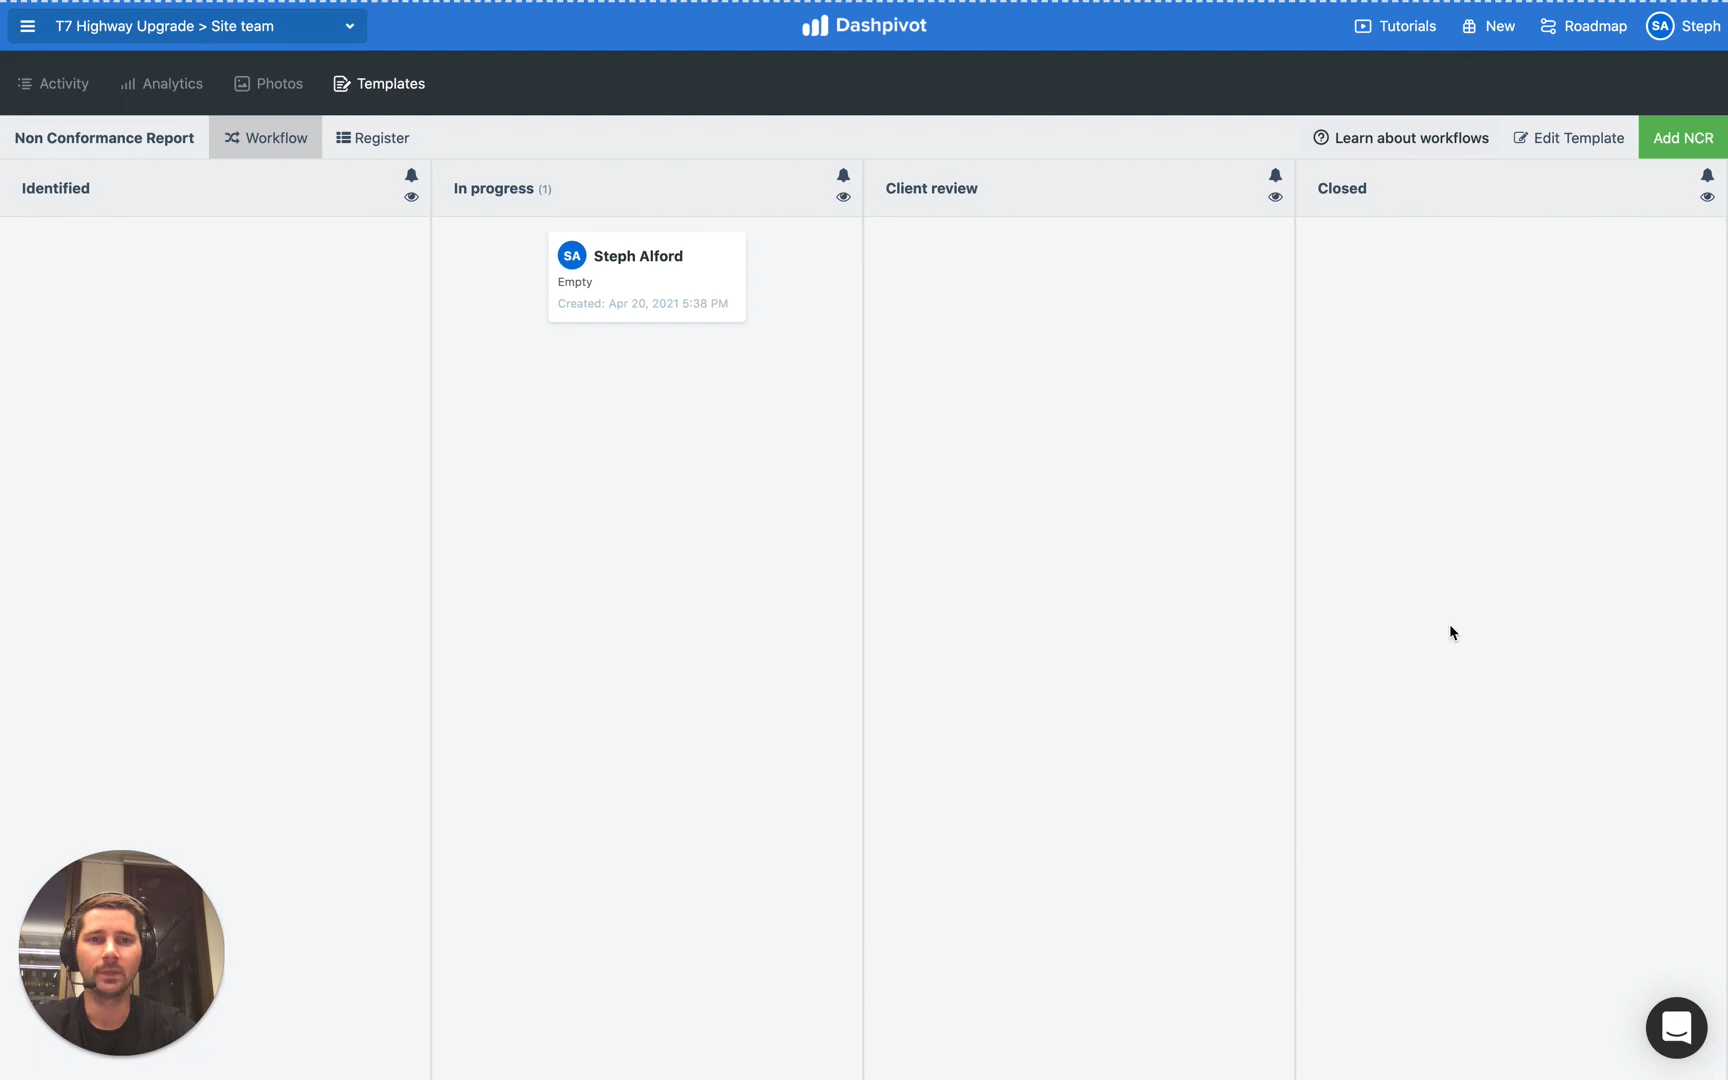 T7 Highway Upgrade > Site team
Dashpivot
Tutorials
New
Roadmap
SA
Steph
Activity
Analytics
Photos
Templates
Non Conformance Report
Workflow
Register
Learn about workflows
Edit Template
Add NCR
Identified
In progress (1)
Client review
Closed
SA Steph Alford
Empty
Created: Apr 20, 2021 5:38 PM